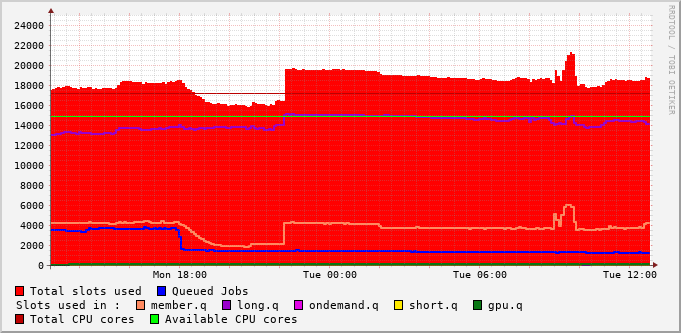 24000
22000
20000
18000
16000
14000
12000
10000
8000
6000
4000
2000
0
Mon 18:00 Tue 00:00 Tue 06:00 Tue 12:00
RRDTOOL / TOBI OETIKER
Total slots used Queued Jobs
Slots used in : member.q long.q ondemand.q short.q gpu.q
Total CPU cores Available CPU cores